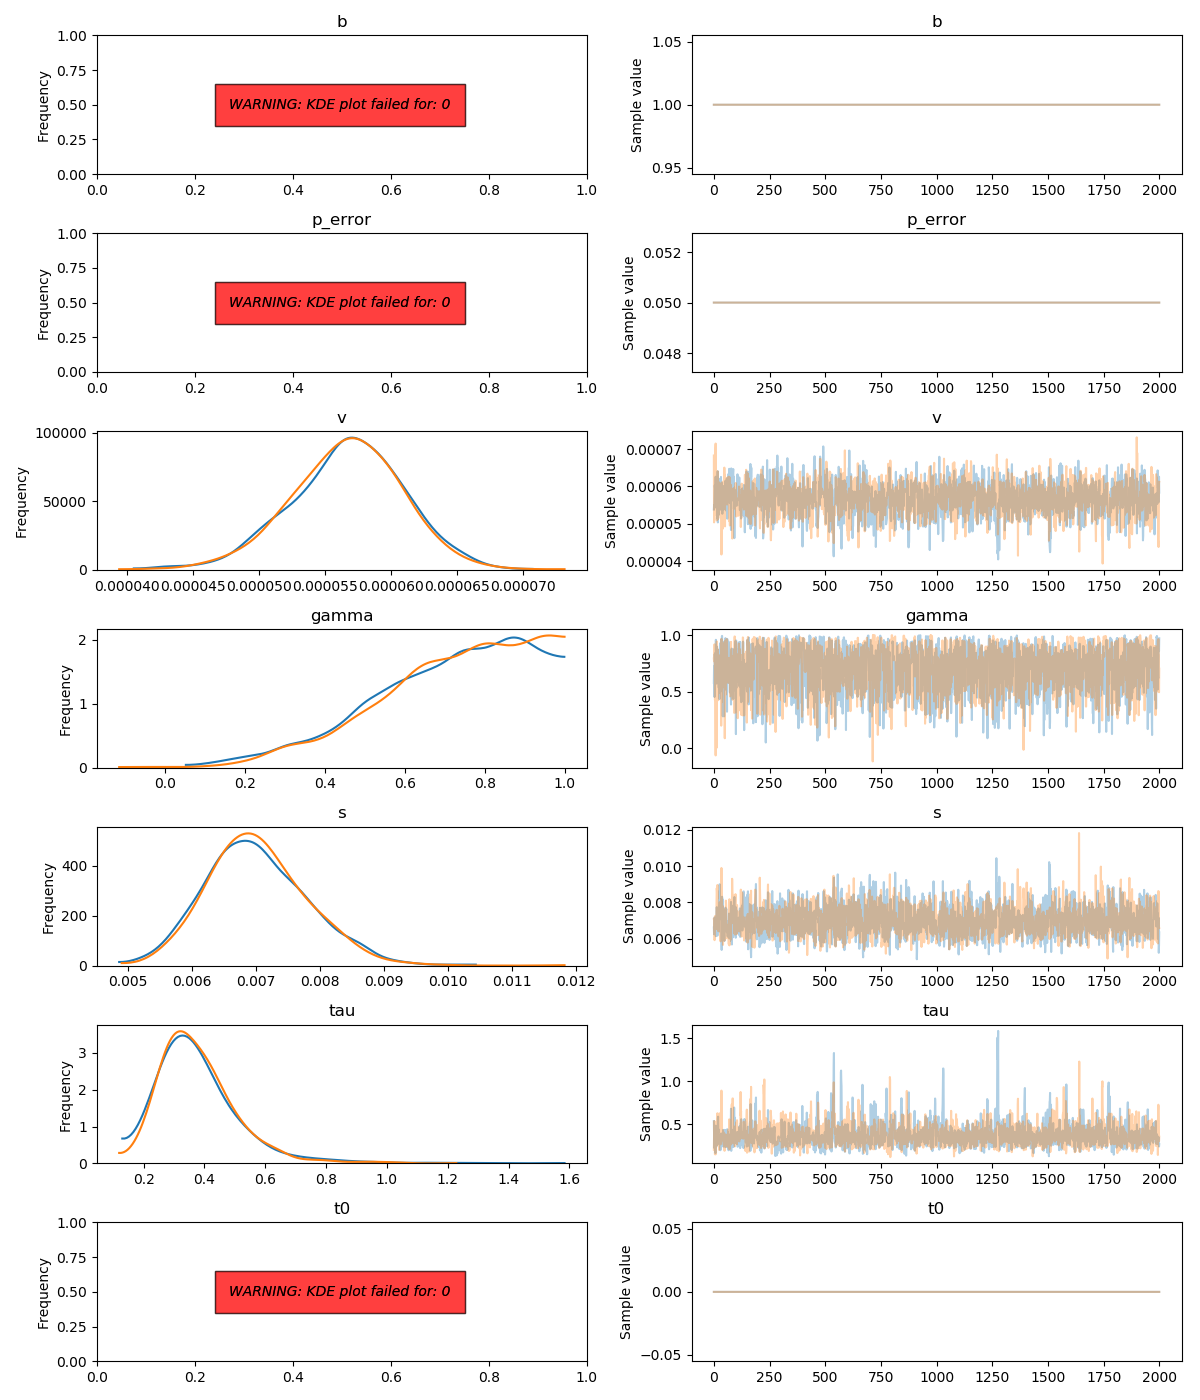 b
1.00
0.75
0.50
0.25
0.00
Frequency
WARNING: KDE plot failed for: 0
0.0 0.2 0.4 0.6 0.8 1.0
b
1.05
1.00
0.95
Sample value
0 250 500 750 1000 1250 1500 1750 2000
p_error
1.00
0.75
0.50
0.25
0.00
Frequency
WARNING: KDE plot failed for: 0
0.0 0.2 0.4 0.6 0.8 1.0
p_error
0.052
0.050
0.048
Sample value
0 250 500 750 1000 1250 1500 1750 2000
v
100000
50000
0
Frequency
0.000040 0.000045 0.000050 0.000055 0.000060 0.000065 0.000070
v
0.00007
0.00006
0.00005
0.00004
Sample value
0 250 500 750 1000 1250 1500 1750 2000
gamma
2
1
0
Frequency
0.0 0.2 0.4 0.6 0.8 1.0
gamma
1.0
0.5
0.0
Sample value
0 250 500 750 1000 1250 1500 1750 2000
s
400
200
0
Frequency
0.005 0.006 0.007 0.008 0.009 0.010 0.011 0.012
s
0.012
0.010
0.008
0.006
Sample value
0 250 500 750 1000 1250 1500 1750 2000
tau
3
2
1
0
Frequency
0.2 0.4 0.6 0.8 1.0 1.2 1.4 1.6
tau
1.5
1.0
0.5
Sample value
0 250 500 750 1000 1250 1500 1750 2000
t0
1.00
0.75
0.50
0.25
0.00
Frequency
WARNING: KDE plot failed for: 0
0.0 0.2 0.4 0.6 0.8 1.0
t0
0.05
0.00
−0.05
Sample value
0 250 500 750 1000 1250 1500 1750 2000